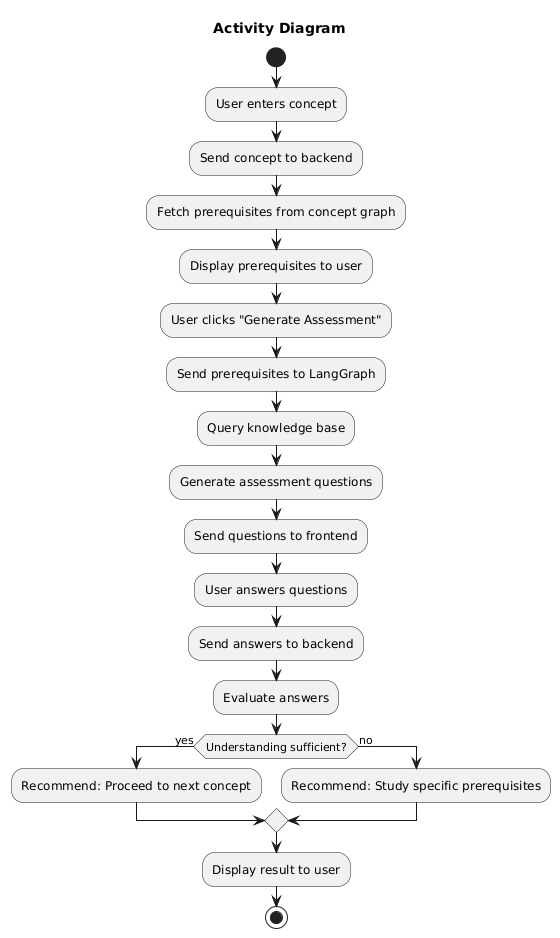 Activity Diagram
User enters concept
Send concept to backend
Fetch prerequisites from concept graph
Display prerequisites to user
User clicks "Generate Assessment"
Send prerequisites to LangGraph
Query knowledge base
Generate assessment questions
Send questions to frontend
User answers questions
Send answers to backend
Evaluate answers
yes
Understanding sufficient?
no
Recommend: Proceed to next concept
Recommend: Study specific prerequisites
Display result to user